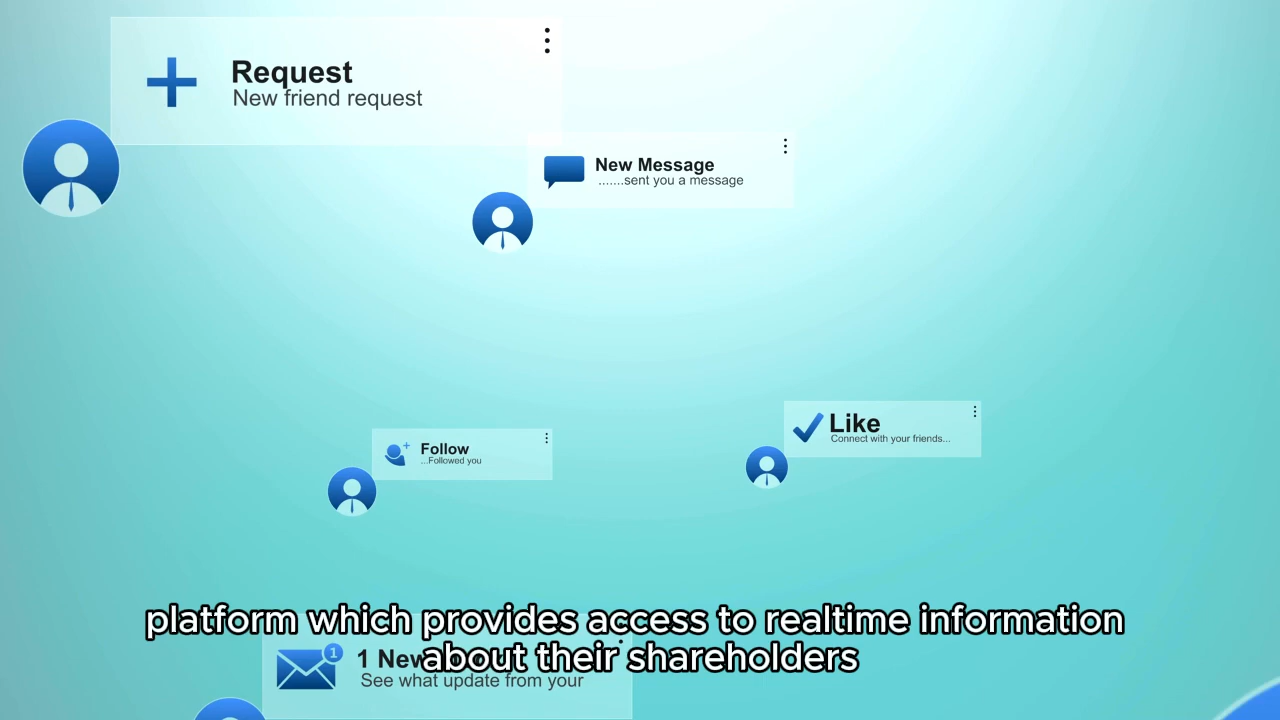 Request
New friend request
New Message
.......sent you a message
Like
Connect with your friends...
Follow
...Followed you
platform which provides access to realtime information
about their shareholders
1 New
See what update from your
1